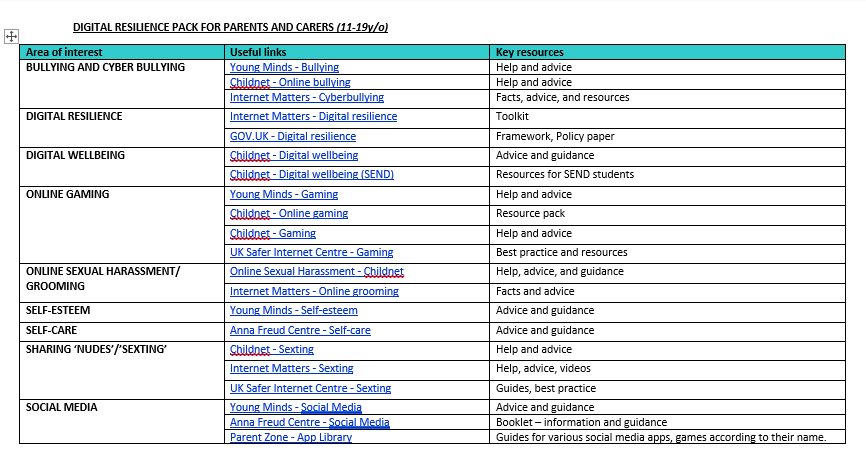 DIGITAL RESILIENCE PACK FOR PARENTS AND CARERS (11-19y/o)
Area of interest Useful links Key resources
BULLYING AND CYBER BULLYING Young Minds - Bullying Help and advice
Childnet - Online bullying Help and advice
Internet Matters - Cyberbullying Facts, advice, and resources
DIGITAL RESILIENCE Internet Matters - Digital resilience Toolkit
GOV.UK - Digital resilience Framework, Policy paper
DIGITAL WELLBEING Childnet - Digital wellbeing Advice and guidance
Childnet - Digital wellbeing (SEND) Resources for SEND students
ONLINE GAMING Young Minds - Gaming Help and advice
Childnet - Online gaming Resource pack
Childnet - Gaming Help and advice
UK Safer Internet Centre - Gaming Best practice and resources
ONLINE SEXUAL HARASSMENT/ Online Sexual Harassment - Childnet Help, advice, and guidance
GROOMING Internet Matters - Online grooming Facts and advice
SELF-ESTEEM Young Minds - Self-esteem Advice and guidance
SELF-CARE Anna Freud Centre - Self-care Advice and guidance
SHARING ‘NUDES’/’SEXTING’ Childnet - Sexting Help and advice
Internet Matters - Sexting Help, advice, videos
UK Safer Internet Centre - Sexting Guides, best practice
SOCIAL MEDIA Young Minds - Social Media Advice and guidance
Anna Freud Centre - Social Media Booklet – information and guidance
Parent Zone - App Library Guides for various social media apps, games according to their name.